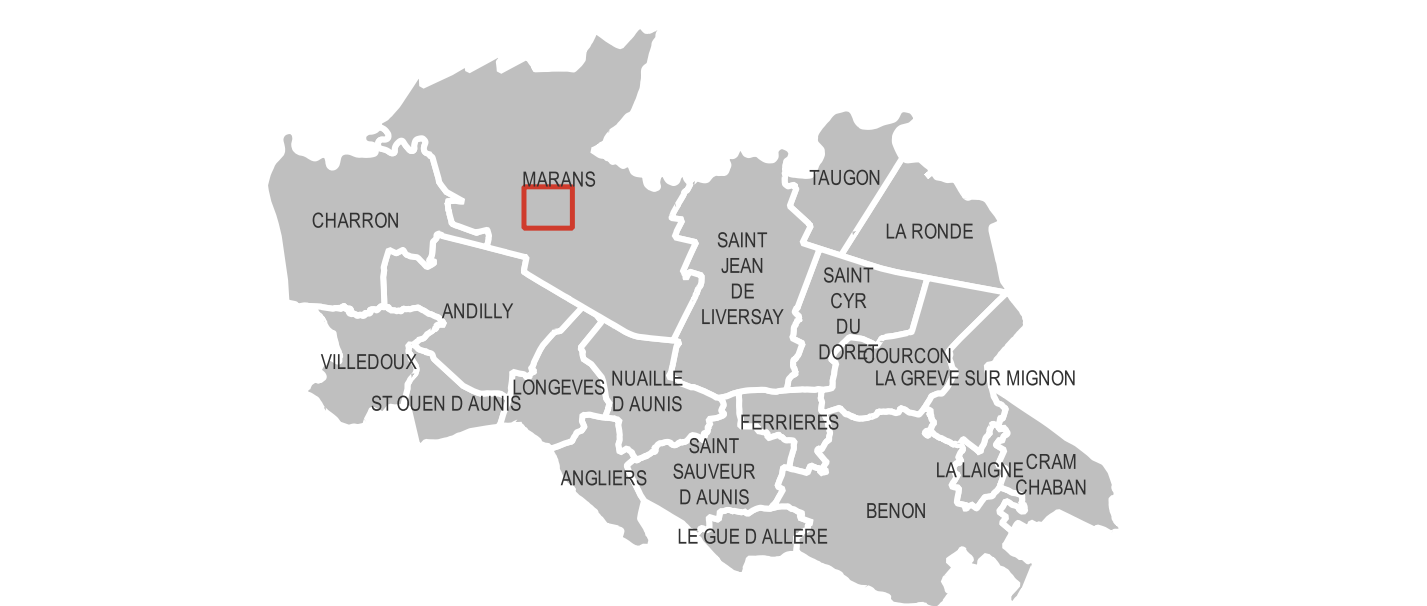 MARANS
TAUGON
CHARRON
LA RONDE
SAINT
JEAN
DE
LIVERSAY
SAINT
CYR
DU
DORET
ANDILLY
COURCON
VILLEDOUX
LA GREVE SUR MIGNON
LONGEVES
NUAILLE
D AUNIS
ST OUEN D AUNIS
FERRIERES
SAINT
SAUVEUR
D AUNIS
ANGLIERS
LA LAIGNE
CRAM
CHABAN
BENON
LE GUE D ALLERE